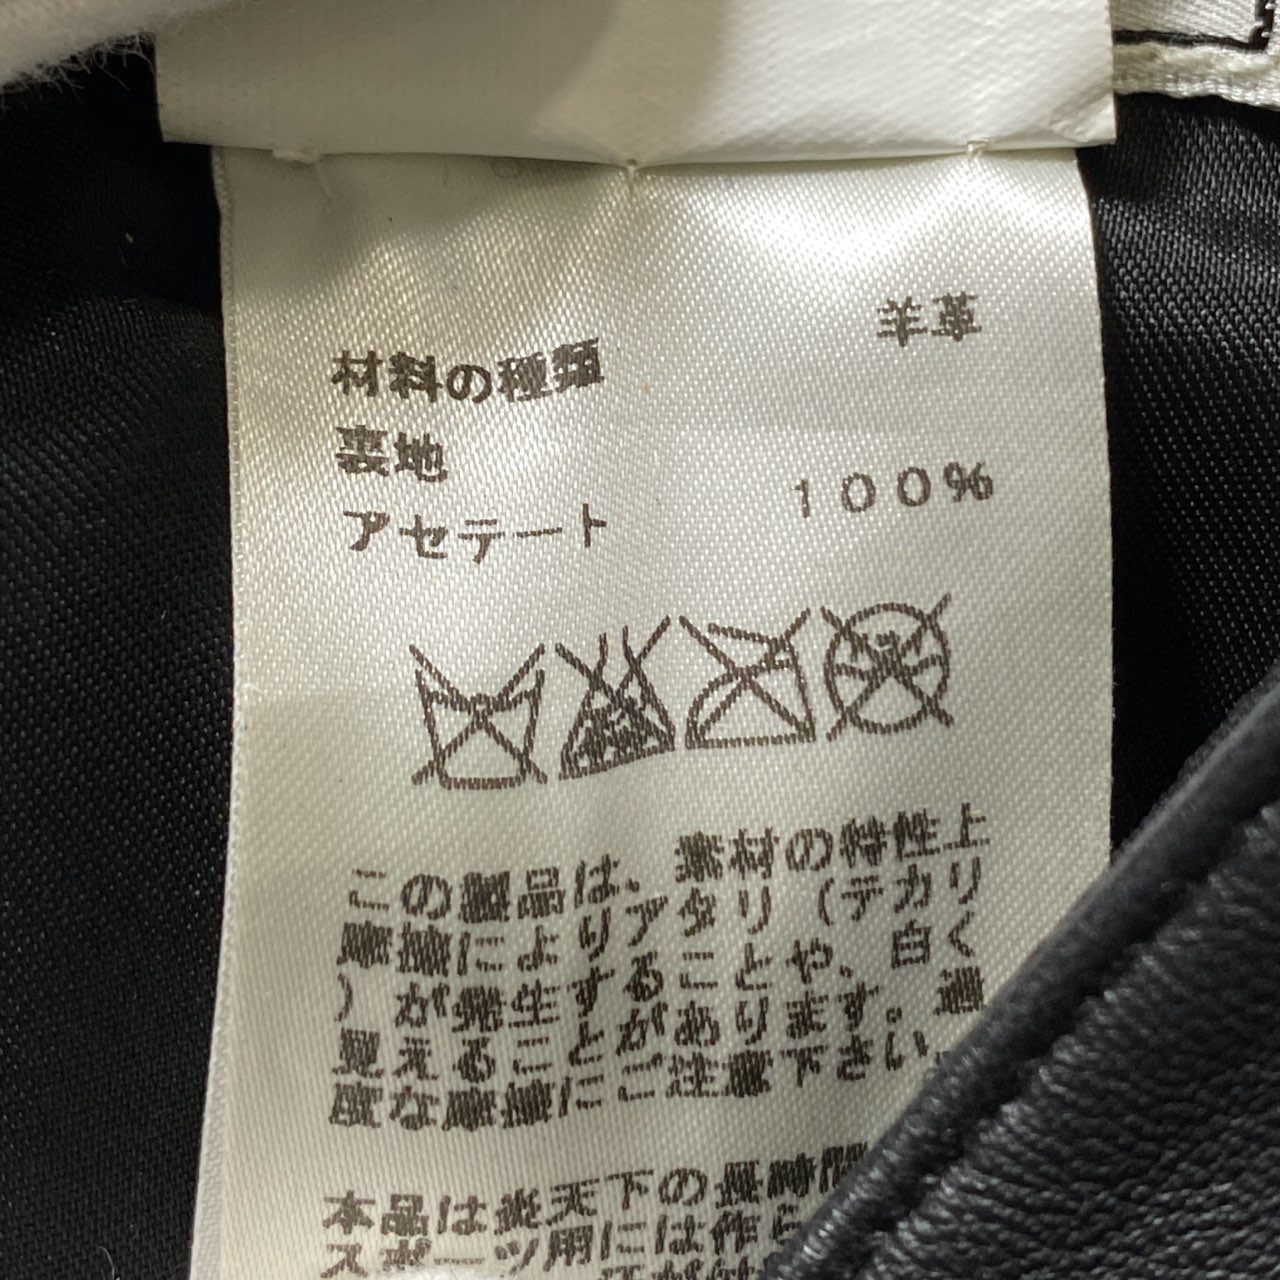 材料の種類 羊革
裏地
アセテート 100%
この製品は、素材の特性上
摩擦によりアタリ（テカリ
）が発生することや、白く
見えることがあります。過
度な摩擦にご注意下さい。
本品は炎天下の長時間
スポーツ用には作ら